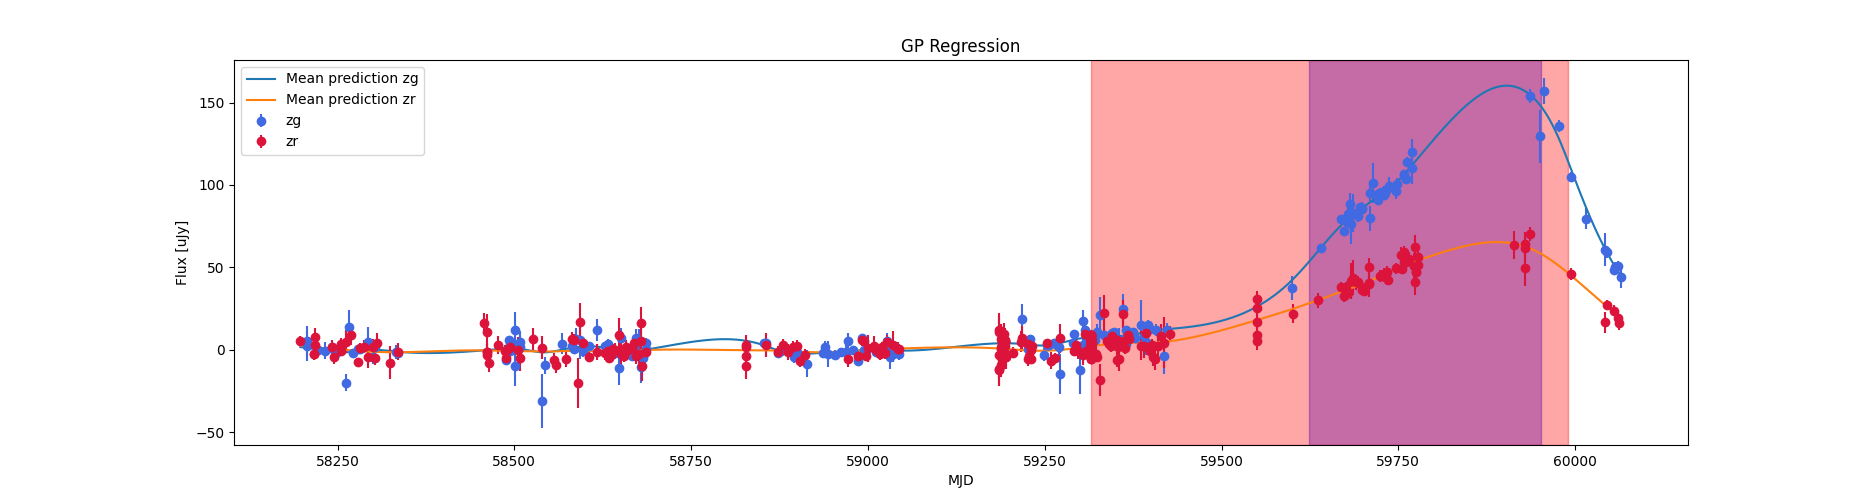 GP Regression
Mean prediction zg
Mean prediction zr
zg
zr
Flux [uJy]
150
100
50
0
−50
58250 58500 58750 59000 59250 59500 59750 60000
MJD